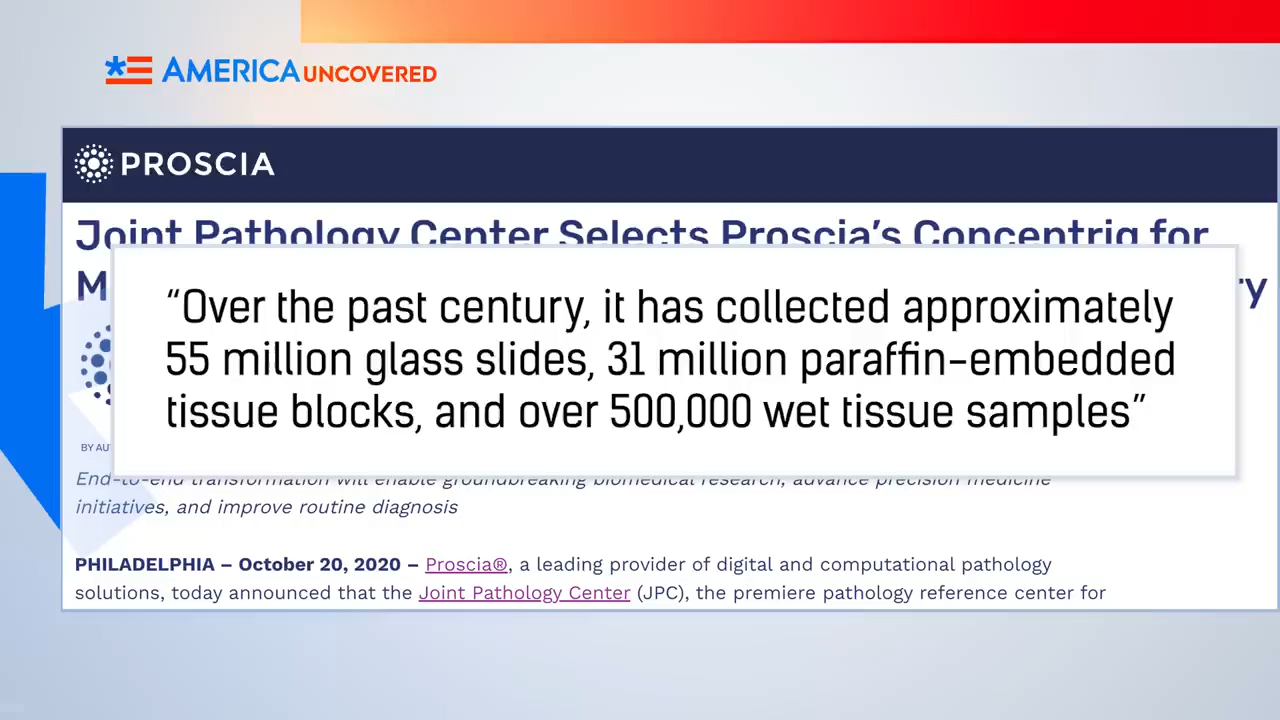 AMERICA UNCOVERED
PROSCIA
Joint Pathology Center Selects Proscia's Concentriq for
“Over the past century, it has collected approximately
55 million glass slides, 31 million paraffin-embedded
tissue blocks, and over 500,000 wet tissue samples”
BY
End-to-end transformation will enable groundbreaking biomedical research, advance precision medicine
initiatives, and improve routine diagnosis
PHILADELPHIA – October 20, 2020 – Proscia®, a leading provider of digital and computational pathology
solutions, today announced that the Joint Pathology Center (JPC), the premiere pathology reference center for